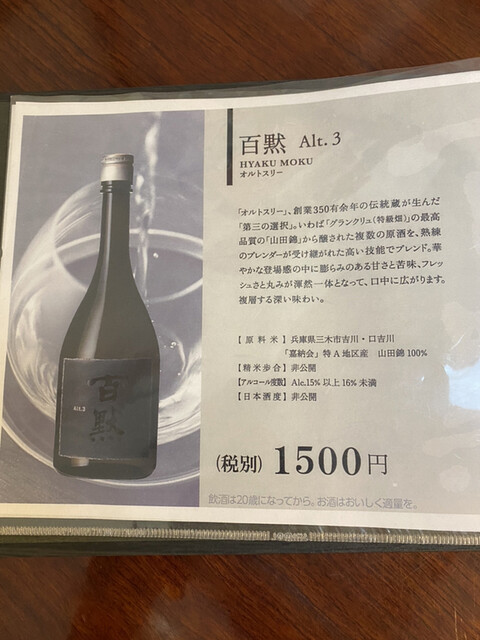 百黙 Alt.3
HYAKU MOKU
オルトスリー
「オルトスリー」、創業350有余年の伝統蔵が生んだ
「第三の選択」。いわば「グランクリュ(特級畑)」の最高
品質の「山田錦」から醸された複数の原酒を、熟練
のブレンダーが受け継がれた高い技能でブレンド。華
やかな登場感の中に膨らみのある甘さと苦味、フレッ
シュさと丸みが渾然一体となって、口中に広がります。
複層する深い味わい。
【原料米】兵庫県三木市吉川・口吉川
「嘉納会」特A地区産 山田錦100%
【精米歩合】非公開
【アルコール度数】Alc.15%以上16%未満
【日本酒度】非公開
(税別) 1500円
飲酒は20歳になってから。お酒はおいしく適量を。
百黙
Alt.3